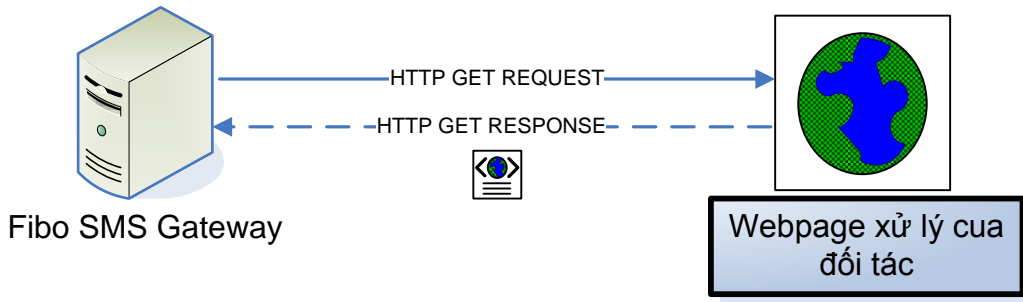 HTTP GET REQUEST
HTTP GET RESPONSE
Fibo SMS Gateway
Webpage xử lý cua
đối tác